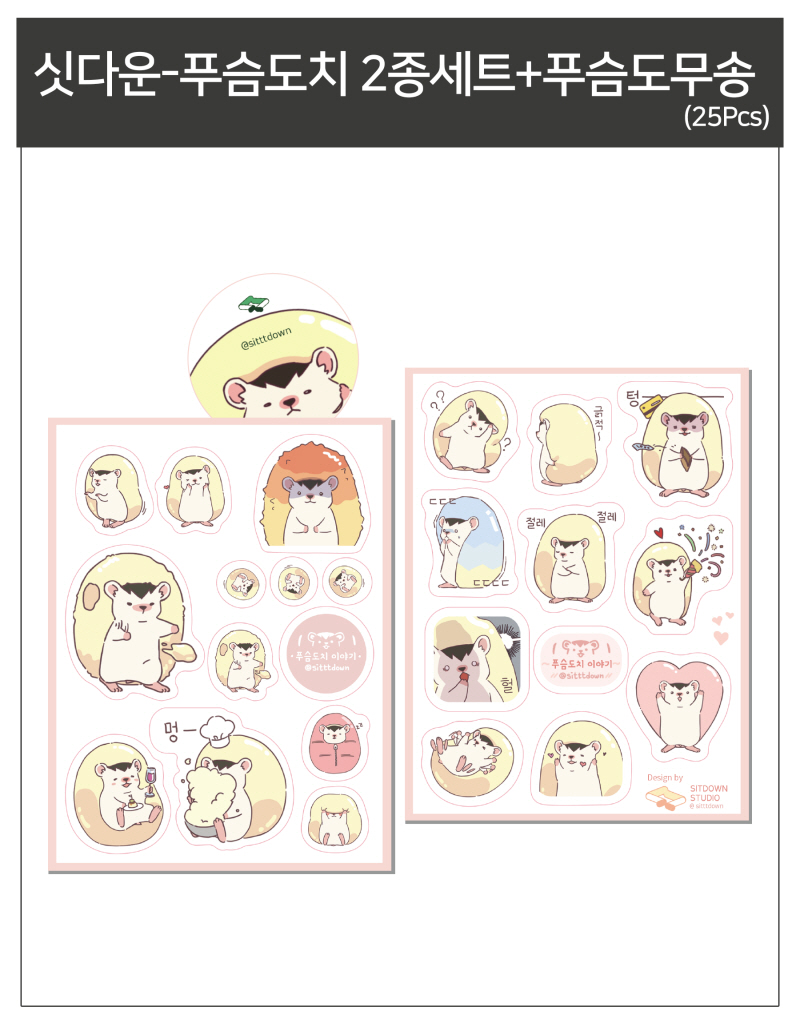 싯다운-푸슴도치 2종세트+푸슴도무송
(25Pcs)
@sitttdown
푸슴도치 이야기
@sitttdown
멍—
zz
??
?
긁
적~
텅
ㄷㄷㄷ
ㄷㄷㄷㄷ
절레
절레
헐
~푸슴도치 이야기~
@sitttdown
Design by
SITDOWN
STUDIO
@sitttdown